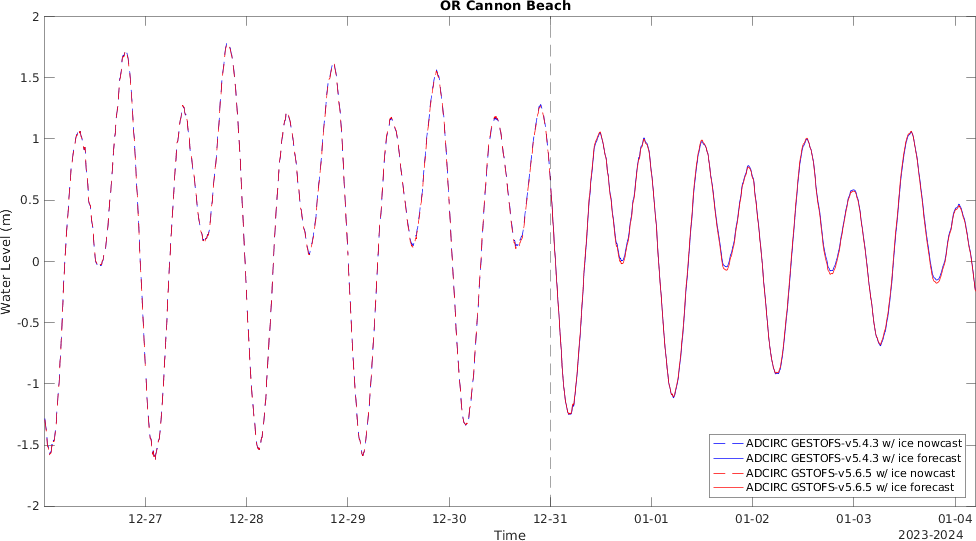 OR Cannon Beach
2
1.5
1
0.5
0
-0.5
-1
-1.5
-2
Water Level (m)
12-27 12-28 12-29 12-30 12-31 01-01 01-02 01-03 01-04
Time
2023-2024
ADCIRC GESTOFS-v5.4.3 w/ ice nowcast
ADCIRC GESTOFS-v5.4.3 w/ ice forecast
ADCIRC GSTOFS-v5.6.5 w/ ice nowcast
ADCIRC GSTOFS-v5.6.5 w/ ice forecast